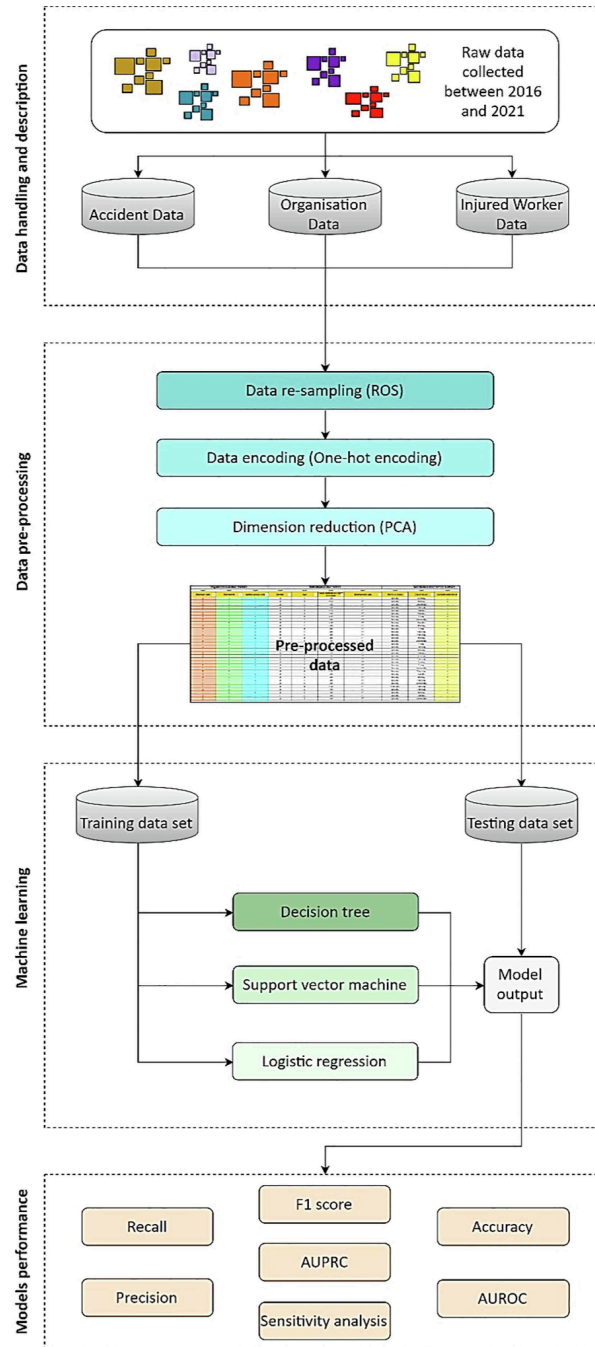 Data handling and description
Raw data
collected
between 2016
and 2021
Accident Data
Organisation
Data
Injured Worker
Data
Data pre-processing
Data re-sampling (ROS)
Data encoding (One-hot encoding)
Dimension reduction (PCA)
Pre-processed
data
Machine learning
Training data set
Testing data set
Decision tree
Support vector machine
Logistic regression
Model
output
Models performance
Recall
F1 score
Accuracy
Precision
AUPRC
AUROC
Sensitivity analysis